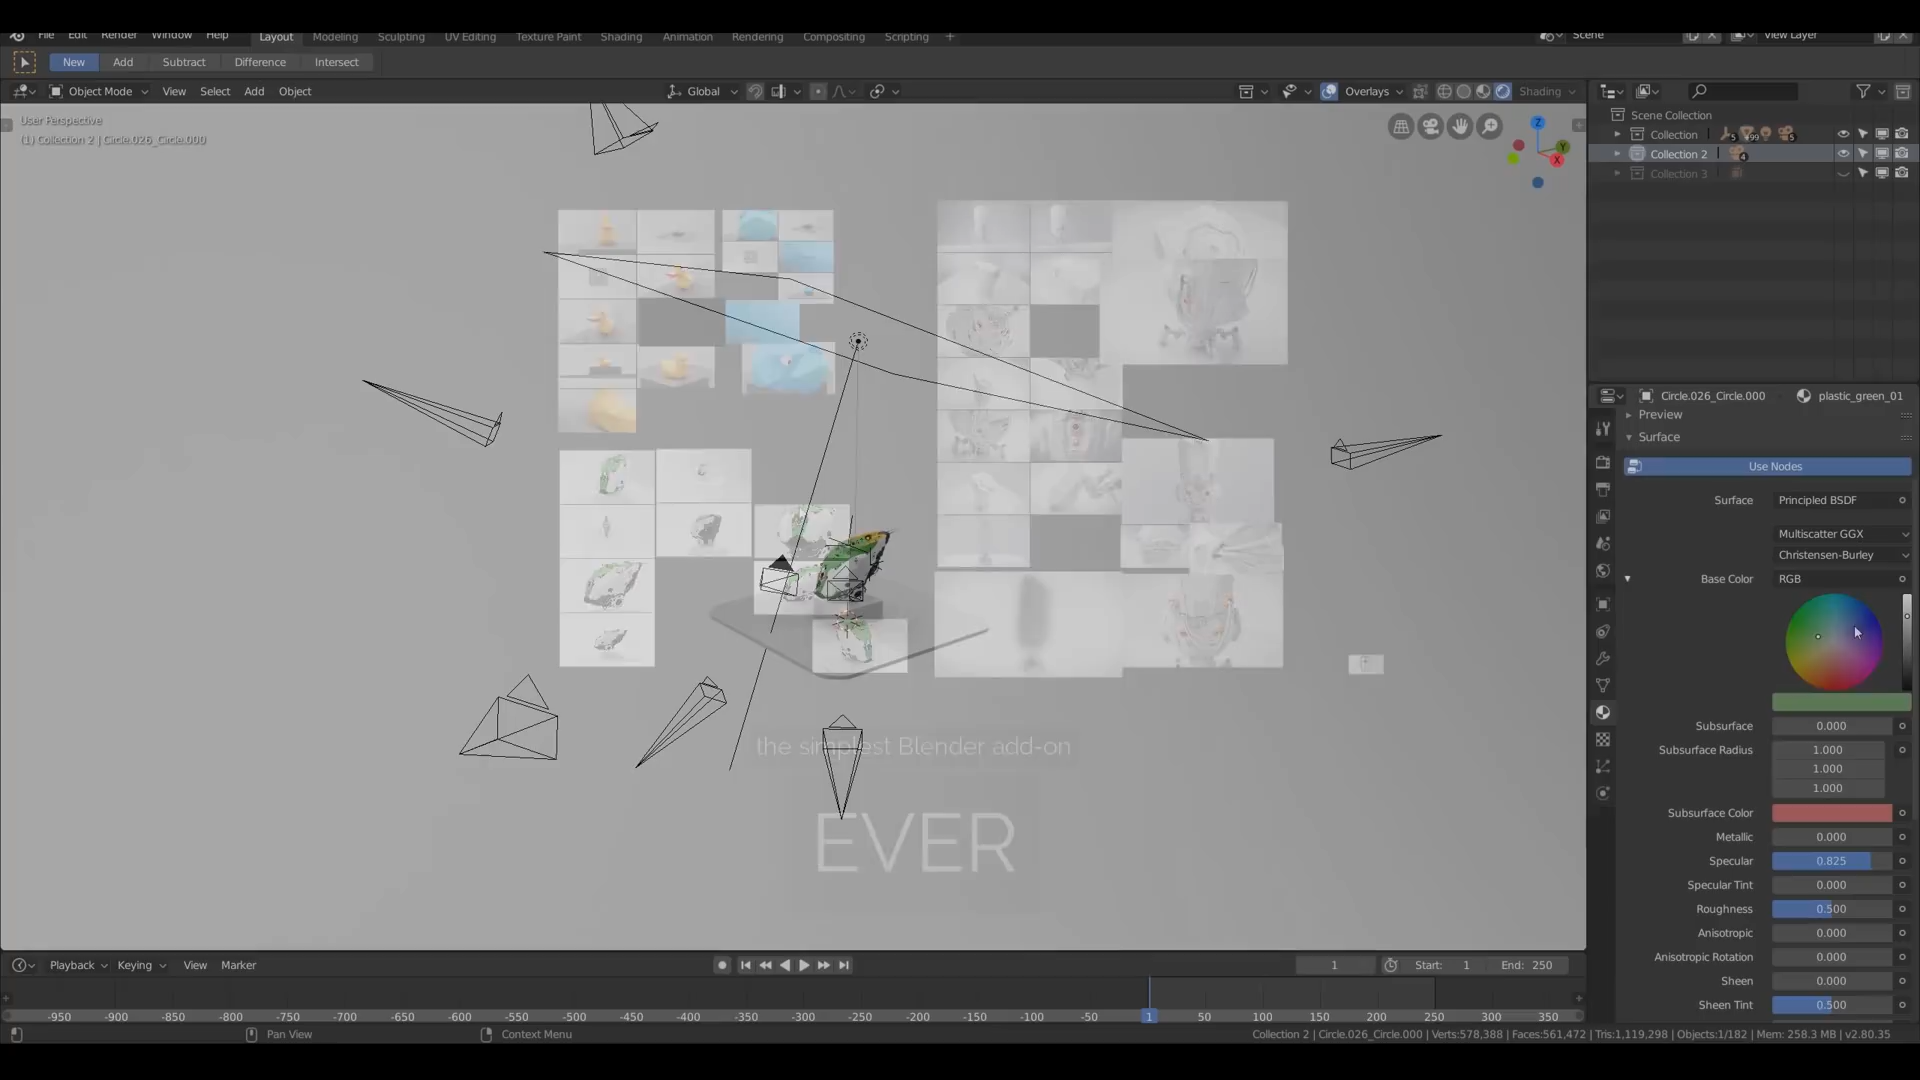 File Edit Render Window Help Layout Modeling Sculpting UV Editing Texture Paint Shading Animation Rendering Compositing Scripting + Scene View Layer
New Add Subtract Difference Intersect
Object Mode View Select Add Object Global Overlays Shading
User Perspective
(1) Collection 2 | Circle.026_Circle.000
Z
Y
X
Scene Collection
Collection 5 99 5
Collection 2 4
Collection 3
Circle.026_Circle.000 plastic_green_01
Preview
Surface
Use Nodes
Surface Principled BSDF
Multiscatter GGX
Christensen-Burley
Base Color RGB
Subsurface 0.000
Subsurface Radius 1.000
1.000
1.000
Subsurface Color
Metallic 0.000
Specular 0.825
Specular Tint 0.000
Roughness 0.500
Anisotropic 0.000
Anisotropic Rotation 0.000
Sheen 0.000
Sheen Tint 0.500
the simplest Blender add-on
EVER
Playback Keying View Marker 1 Start: 1 End: 250
-950 -900 -850 -800 -750 -700 -650 -600 -550 -500 -450 -400 -350 -300 -250 -200 -150 -100 -50 1 50 100 150 200 250 300 350
Pan View Context Menu Collection 2 | Circle.026_Circle.000 | Verts:578,388 | Faces:561,472 | Tris:1,119,298 | Objects:1/182 | Mem: 258.3 MB | v2.80.35